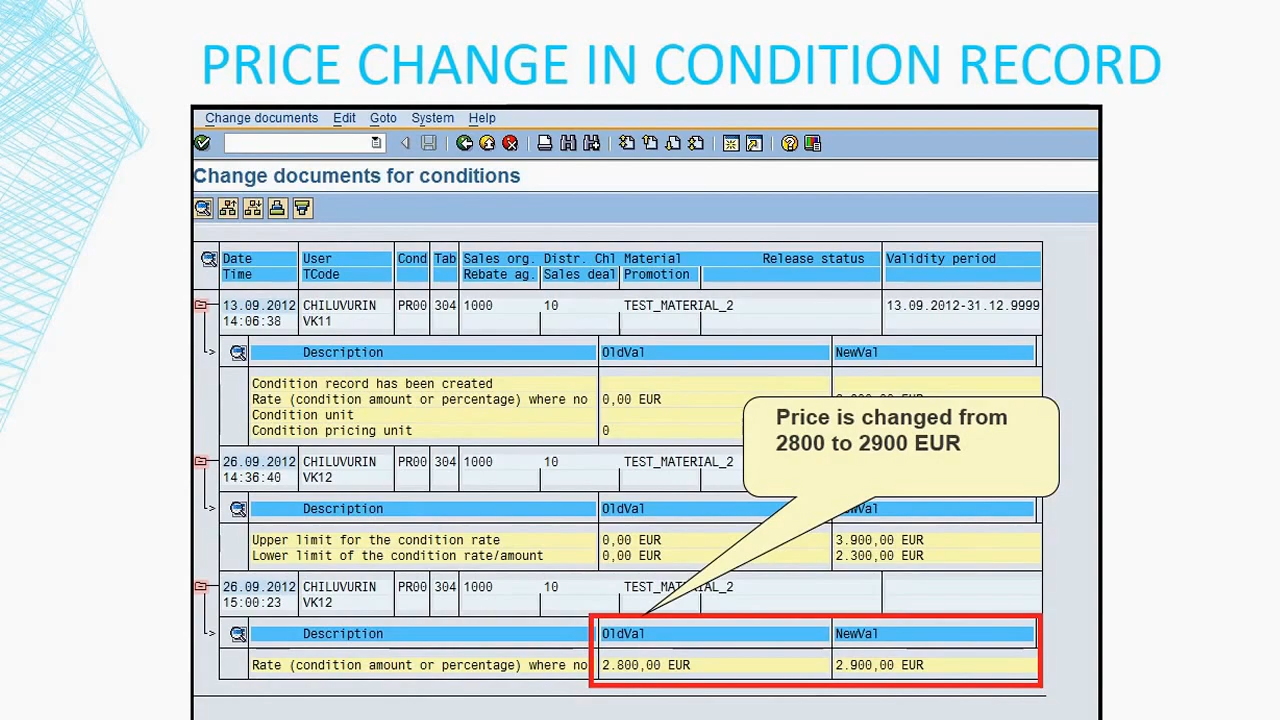 PRICE CHANGE IN CONDITION RECORD
Change documents Edit Goto System Help
Change documents for conditions
Date User Cond Tab Sales org. Distr. Chl Material Release status Validity period
Time TCode Rebate ag. Sales deal Promotion
13.09.2012 CHILUVURIN PR00 304 1000 10 TEST_MATERIAL_2 13.09.2012-31.12.9999
14:06:38 VK11
Description OldVal NewVal
Condition record has been created
Rate (condition amount or percentage) where no 0,00 EUR
Condition unit
Condition pricing unit 0
Price is changed from
2800 to 2900 EUR
26.09.2012 CHILUVURIN PR00 304 1000 10 TEST_MATERIAL_2
14:36:40 VK12
Description OldVal NewVal
Upper limit for the condition rate 0,00 EUR 3.900,00 EUR
Lower limit of the condition rate/amount 0,00 EUR 2.300,00 EUR
26.09.2012 CHILUVURIN PR00 304 1000 10 TEST_MATERIAL_2
15:00:23 VK12
Description OldVal NewVal
Rate (condition amount or percentage) where no 2.800,00 EUR 2.900,00 EUR